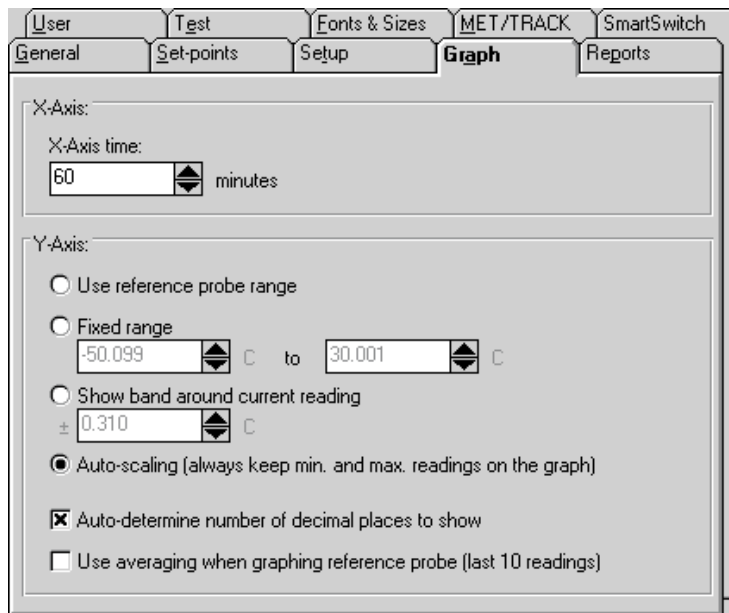 User Test Fonts & Sizes MET/TRACK SmartSwitch
General Set-points Setup Graph Reports
X-Axis:
X-Axis time:
60 minutes
Y-Axis:
Use reference probe range
Fixed range
-50.099 C to 30.001 C
Show band around current reading
± 0.310 C
Auto-scaling (always keep min. and max. readings on the graph)
Auto-determine number of decimal places to show
Use averaging when graphing reference probe (last 10 readings)